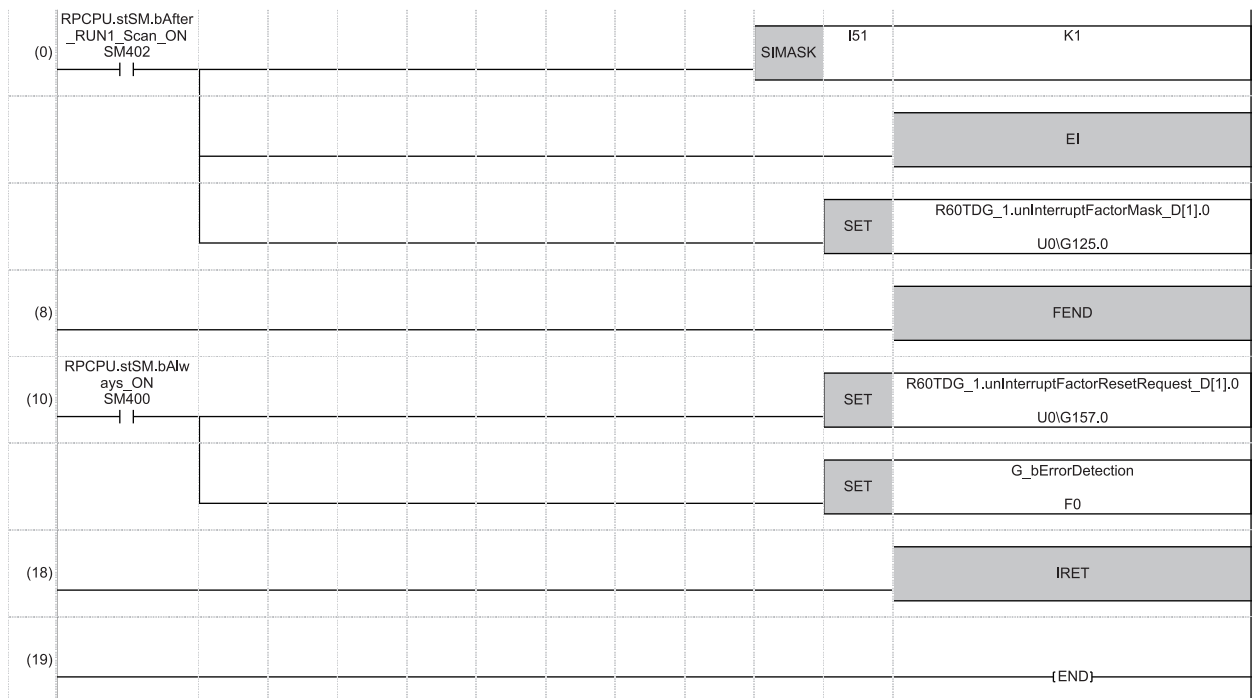 RPCPU.stSM.bAfter
_RUN1_Scan_ON
SM402
(0)
SIMASK
I51
K1
EI
SET
R60TDG_1.unInterruptFactorMask_D[1].0
U0\G125.0
(8)
FEND
RPCPU.stSM.bAlw
ays_ON
SM400
(10)
SET
R60TDG_1.unInterruptFactorResetRequest_D[1].0
U0\G157.0
SET
G_bErrorDetection
F0
(18)
IRET
(19)
END